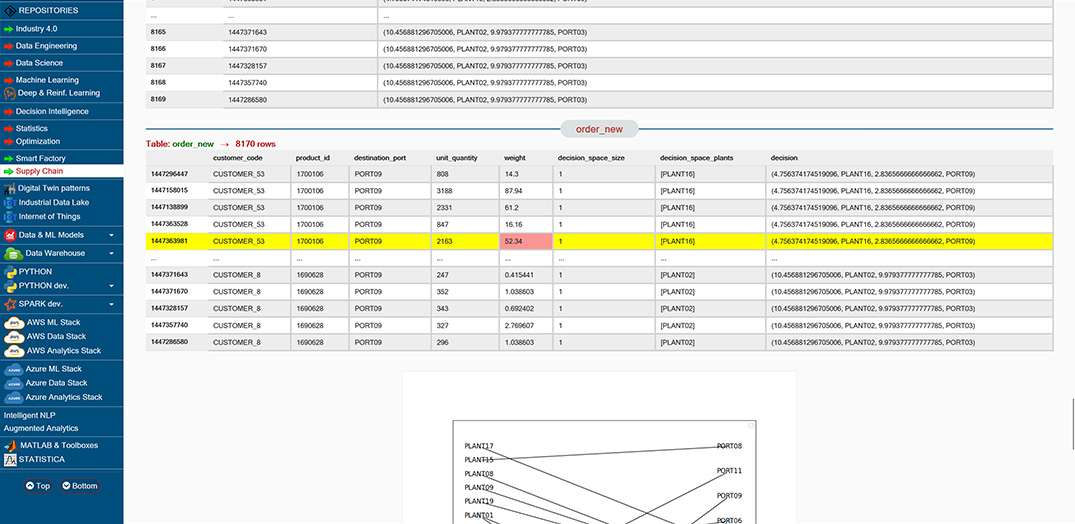 REPOSITORIES
Industry 4.0
Data Engineering
Data Science
Machine Learning
Deep & Reinf. Learning
Decision Intelligence
Statistics
Optimization
Smart Factory
Supply Chain
Digital Twin patterns
Industrial Data Lake
Internet of Things
Data & ML Models
Data Warehouse
PYTHON
PYTHON dev.
SPARK dev.
AWS ML Stack
AWS Data Stack
AWS Analytics Stack
Azure ML Stack
Azure Data Stack
Azure Analytics Stack
Intelligent NLP
Augmented Analytics
MATLAB & Toolboxes
STATISTICA
Top Bottom
... ... ...
8165 1447371643 (10.456881296705006, PLANT02, 9.979377777777785, PORT03)
8166 1447371670 (10.456881296705006, PLANT02, 9.979377777777785, PORT03)
8167 1447328157 (10.456881296705006, PLANT02, 9.979377777777785, PORT03)
8168 1447357740 (10.456881296705006, PLANT02, 9.979377777777785, PORT03)
8169 1447286580 (10.456881296705006, PLANT02, 9.979377777777785, PORT03)
order_new
Table: order_new → 8170 rows
customer_code product_id destination_port unit_quantity weight decision_space_size decision_space_plants decision
1447296447 CUSTOMER_53 1700106 PORT09 808 14.3 1 [PLANT16] (4.756374174519096, PLANT16, 2.8365666666666662, PORT09)
1447158015 CUSTOMER_53 1700106 PORT09 3188 87.94 1 [PLANT16] (4.756374174519096, PLANT16, 2.8365666666666662, PORT09)
1447138899 CUSTOMER_53 1700106 PORT09 2331 61.2 1 [PLANT16] (4.756374174519096, PLANT16, 2.8365666666666662, PORT09)
1447363528 CUSTOMER_53 1700106 PORT09 847 16.16 1 [PLANT16] (4.756374174519096, PLANT16, 2.8365666666666662, PORT09)
1447363981 CUSTOMER_53 1700106 PORT09 2163 52.34 1 [PLANT16] (4.756374174519096, PLANT16, 2.8365666666666662, PORT09)
... ... ... ... ... ... ... ... ...
1447371643 CUSTOMER_8 1690628 PORT09 247 0.415441 1 [PLANT02] (10.456881296705006, PLANT02, 9.979377777777785, PORT03)
1447371670 CUSTOMER_8 1690628 PORT09 352 1.038603 1 [PLANT02] (10.456881296705006, PLANT02, 9.979377777777785, PORT03)
1447328157 CUSTOMER_8 1690628 PORT09 343 0.692402 1 [PLANT02] (10.456881296705006, PLANT02, 9.979377777777785, PORT03)
1447357740 CUSTOMER_8 1690628 PORT09 327 2.769607 1 [PLANT02] (10.456881296705006, PLANT02, 9.979377777777785, PORT03)
1447286580 CUSTOMER_8 1690628 PORT09 296 1.038603 1 [PLANT02] (10.456881296705006, PLANT02, 9.979377777777785, PORT03)
PLANT17 PORT08
PLANT15
PLANT08 PORT11
PLANT09 PORT09
PLANT19
PLANT01 PORT06